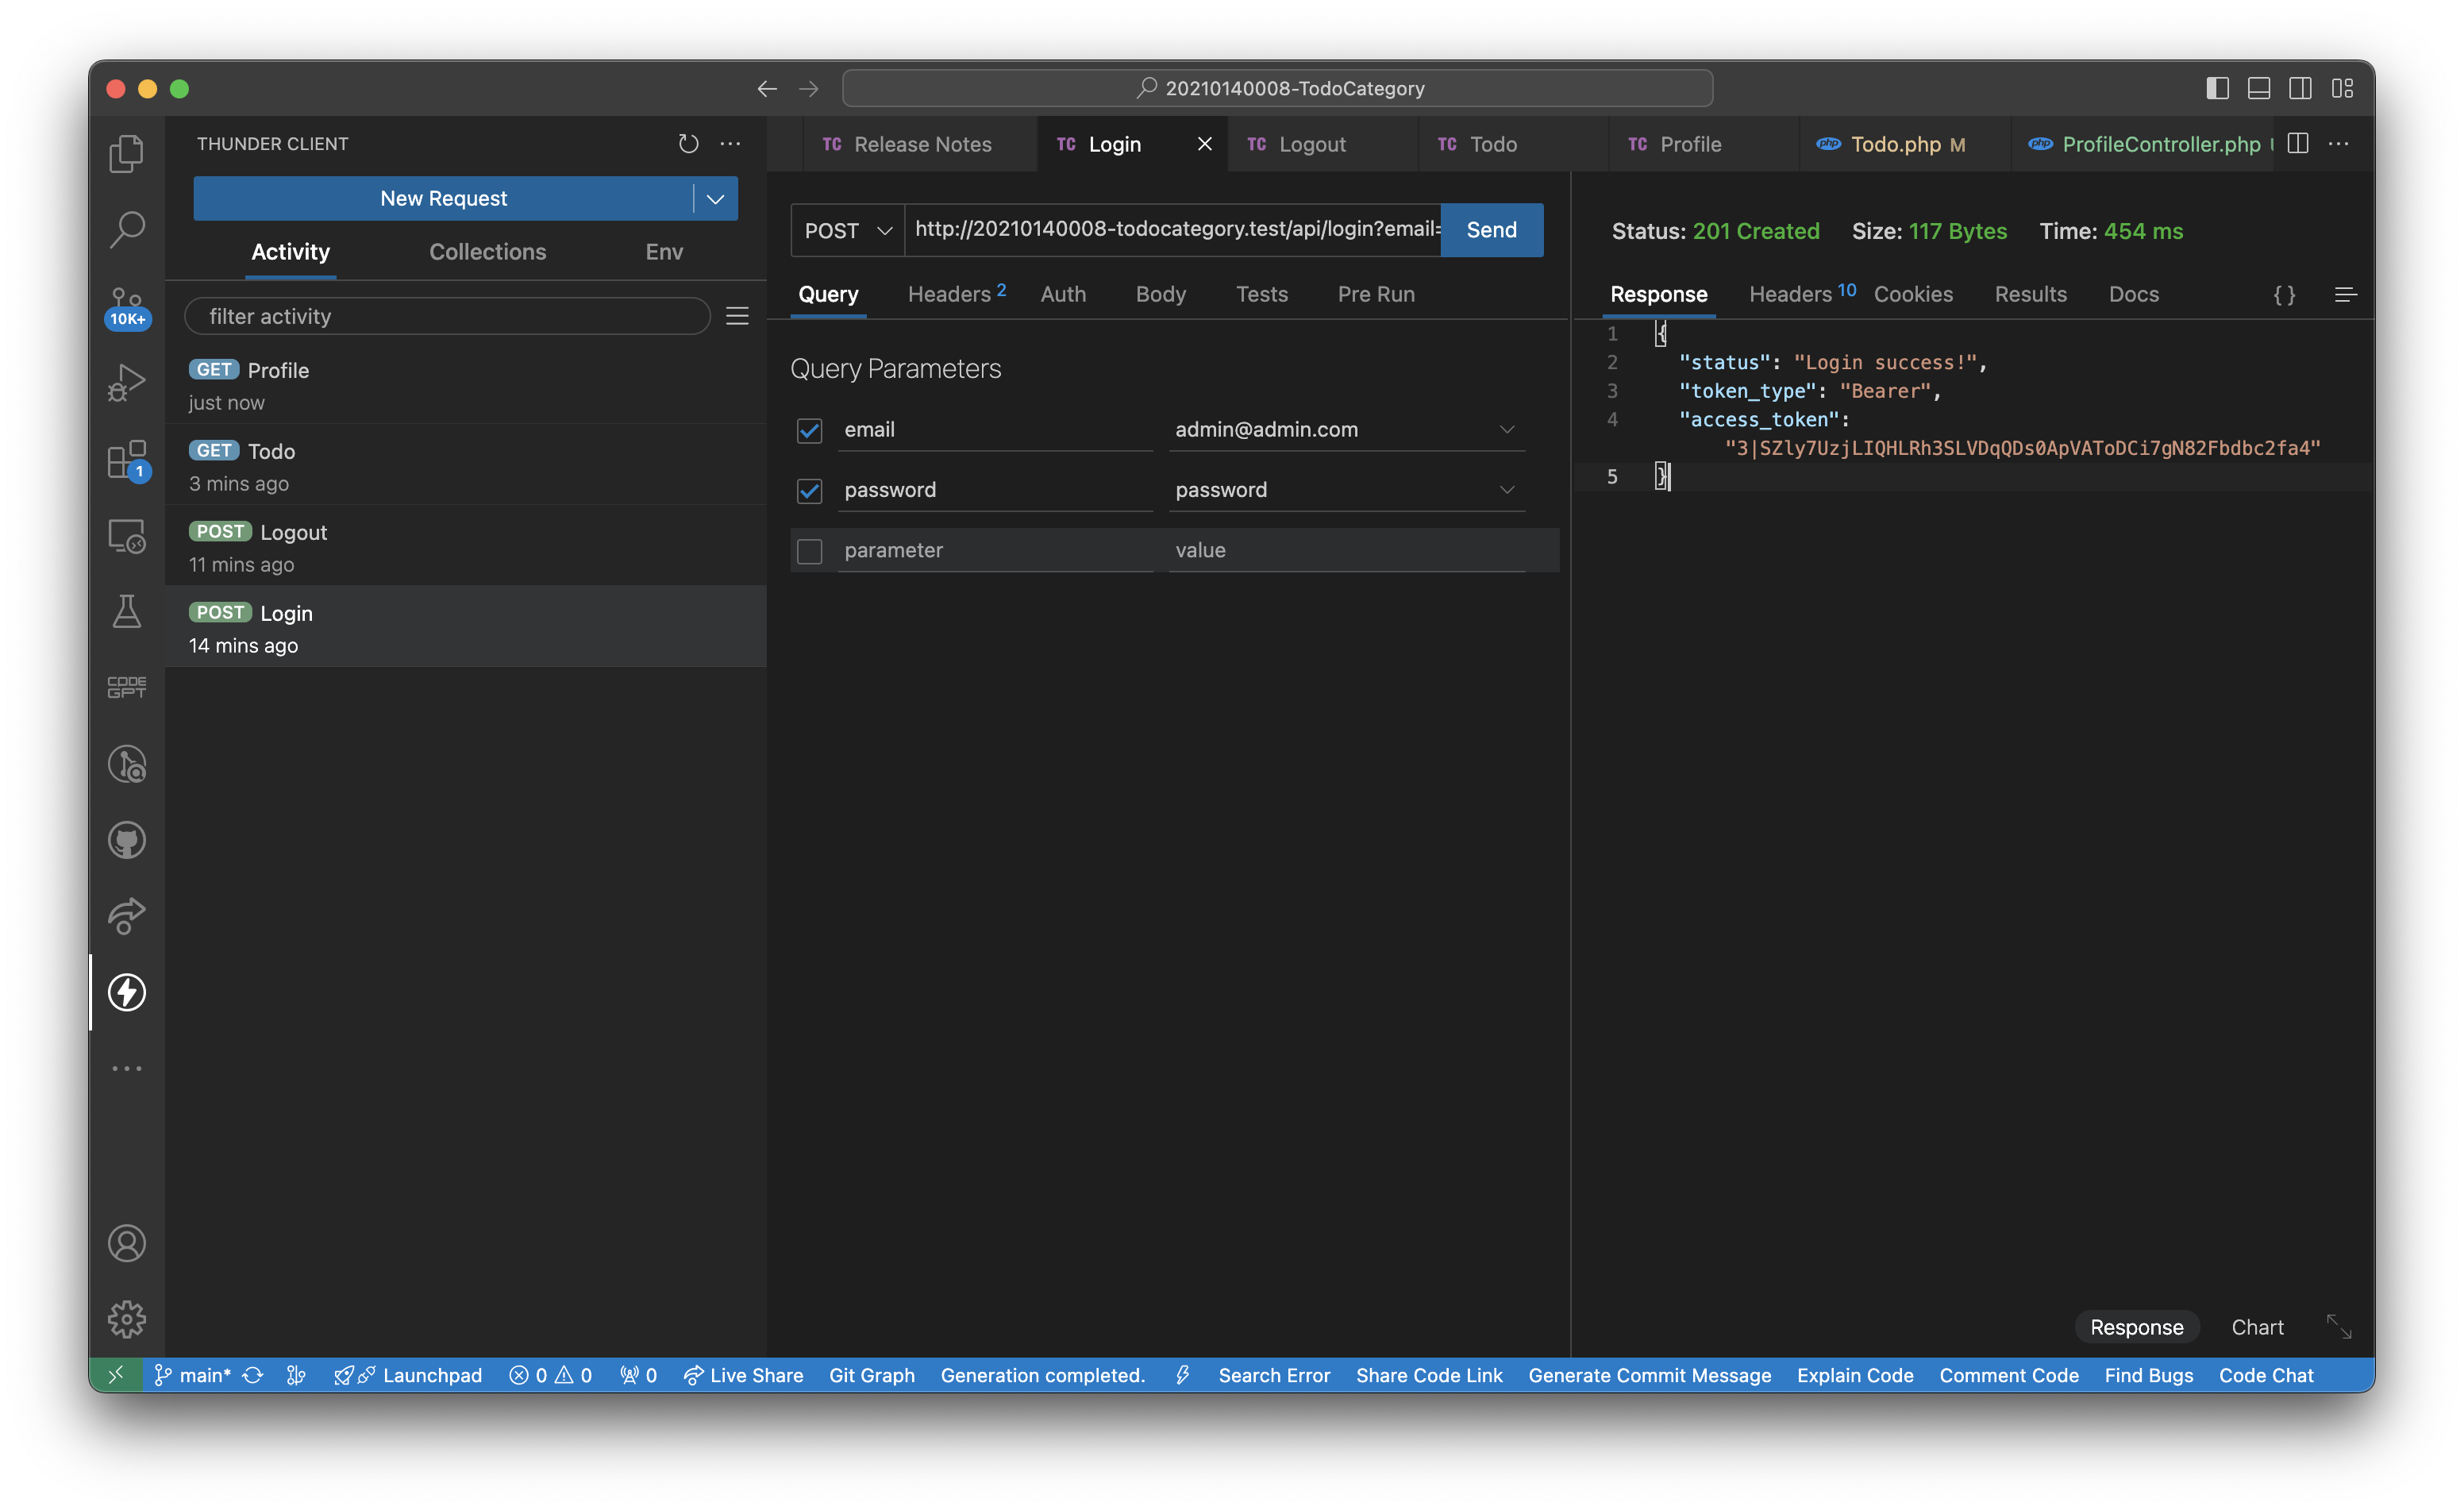 20210140008-TodoCategory
THUNDER CLIENT
New Request
Activity Collections Env
filter activity
GET Profile
just now
GET Todo
3 mins ago
POST Logout
11 mins ago
POST Login
14 mins ago
10K+
1
CODE
GPT
TC Release Notes TC Login TC Logout TC Todo TC Profile php Todo.php M php ProfileController.php
POST http://20210140008-todocategory.test/api/login?email= Send
Query Headers 2 Auth Body Tests Pre Run
Query Parameters
email admin@admin.com
password password
parameter value
Status: 201 Created Size: 117 Bytes Time: 454 ms
Response Headers 10 Cookies Results Docs { }
1 {
2 "status": "Login success!",
3 "token_type": "Bearer",
4 "access_token":
"3|SZly7UzjLIQHLRh3SLVDqQDs0ApVAToDCi7gN82Fbdbc2fa4"
5 }
Response Chart
main* Launchpad 0 0 0 Live Share Git Graph Generation completed. Search Error Share Code Link Generate Commit Message Explain Code Comment Code Find Bugs Code Chat